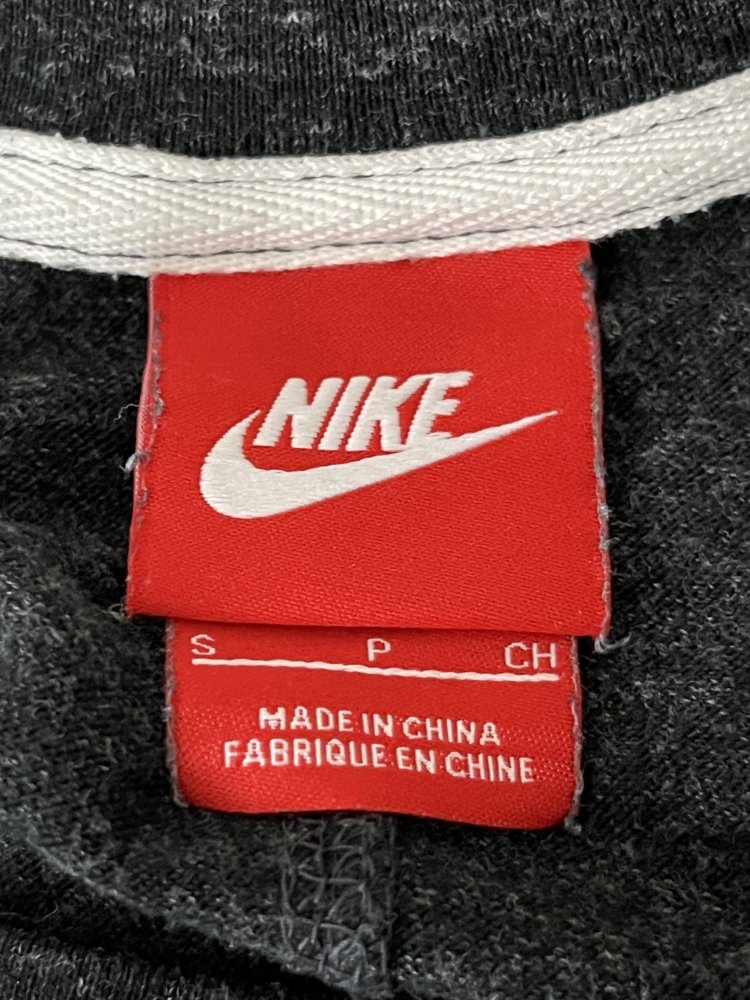 NIKE
S P CH
MADE IN CHINA
FABRIQUE EN CHINE